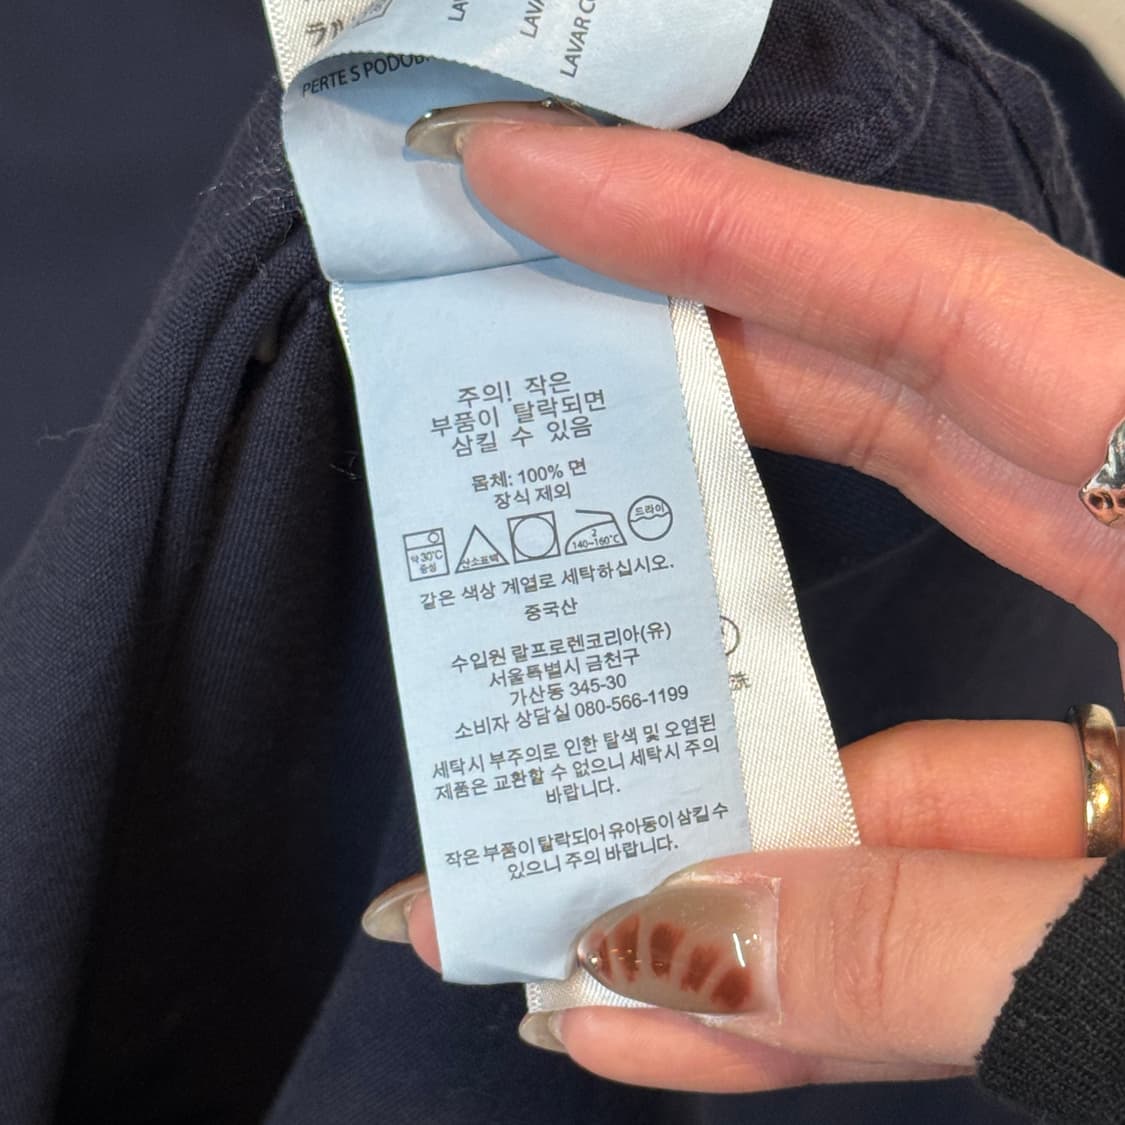 PERTE S PODOB
LAVAR C
주의! 작은
부품이 탈락되면
삼킬 수 있음
몸체: 100% 면
장식 제외
약 30°C
중성
산소표백
2
140~160°C
드라이
같은 색상 계열로 세탁하십시오.
중국산
수입원 랄프로렌코리아(유)
서울특별시 금천구
가산동 345-30
소비자 상담실 080-566-1199
세탁시 부주의로 인한 탈색 및 오염된
제품은 교환할 수 없으니 세탁시 주의
바랍니다.
작은 부품이 탈락되어 유아동이 삼킬 수
있으니 주의 바랍니다.
洗